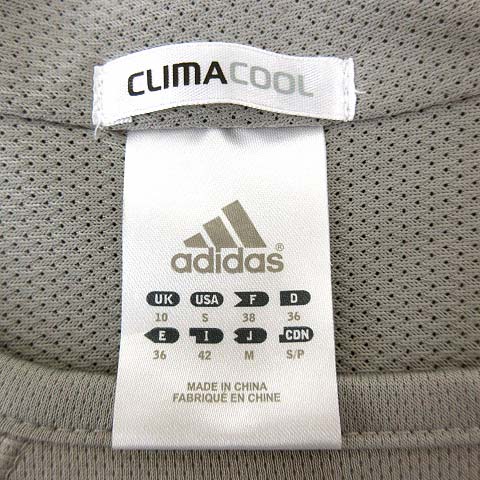 CLIMACOOL
adidas®
UK USA F D
10 S 38 36
E I J CDN
36 42 M S/P
MADE IN CHINA
FABRIQUÉ EN CHINE